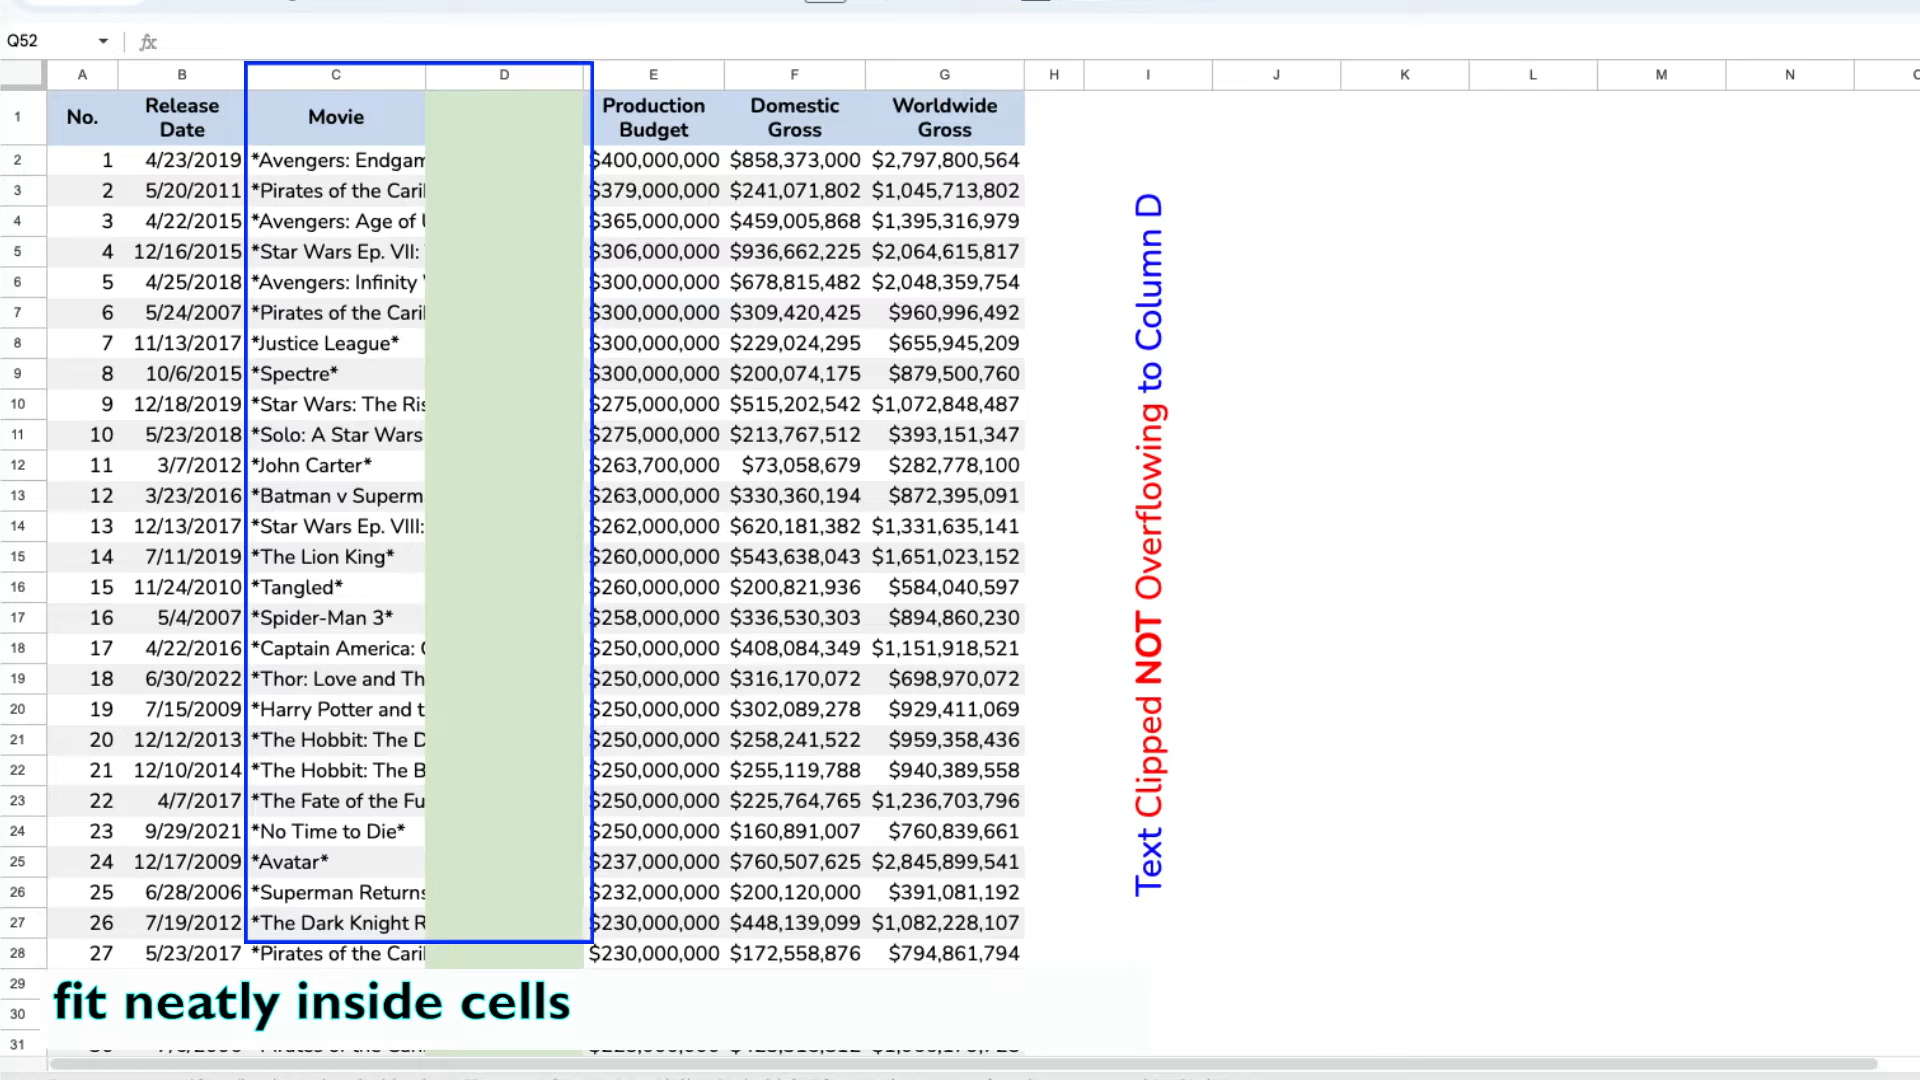 Q52 fx
A B C D E F G H I J K L M N
1 No. Release Date Movie Production Budget Domestic Gross Worldwide Gross
2 1 4/23/2019 *Avengers: Endgam $400,000,000 $858,373,000 $2,797,800,564
3 2 5/20/2011 *Pirates of the Cari $379,000,000 $241,071,802 $1,045,713,802
4 3 4/22/2015 *Avengers: Age of $365,000,000 $459,005,868 $1,395,316,979
5 4 12/16/2015 *Star Wars Ep. VII: $306,000,000 $936,662,225 $2,064,615,817
6 5 4/25/2018 *Avengers: Infinity $300,000,000 $678,815,482 $2,048,359,754
7 6 5/24/2007 *Pirates of the Cari $300,000,000 $309,420,425 $960,996,492
8 7 11/13/2017 *Justice League* $300,000,000 $229,024,295 $655,945,209
9 8 10/6/2015 *Spectre* $300,000,000 $200,074,175 $879,500,760
10 9 12/18/2019 *Star Wars: The Ris $275,000,000 $515,202,542 $1,072,848,487
11 10 5/23/2018 *Solo: A Star Wars $275,000,000 $213,767,512 $393,151,347
12 11 3/7/2012 *John Carter* $263,700,000 $73,058,679 $282,778,100
13 12 3/23/2016 *Batman v Superm $263,000,000 $330,360,194 $872,395,091
14 13 12/13/2017 *Star Wars Ep. VIII: $262,000,000 $620,181,382 $1,331,635,141
15 14 7/11/2019 *The Lion King* $260,000,000 $543,638,043 $1,651,023,152
16 15 11/24/2010 *Tangled* $260,000,000 $200,821,936 $584,040,597
17 16 5/4/2007 *Spider-Man 3* $258,000,000 $336,530,303 $894,860,230
18 17 4/22/2016 *Captain America: $250,000,000 $408,084,349 $1,151,918,521
19 18 6/30/2022 *Thor: Love and Th $250,000,000 $316,170,072 $698,970,072
20 19 7/15/2009 *Harry Potter and t $250,000,000 $302,089,278 $929,411,069
21 20 12/12/2013 *The Hobbit: The D $250,000,000 $258,241,522 $959,358,436
22 21 12/10/2014 *The Hobbit: The B $250,000,000 $255,119,788 $940,389,558
23 22 4/7/2017 *The Fate of the Fu $250,000,000 $225,764,765 $1,236,703,796
24 23 9/29/2021 *No Time to Die* $250,000,000 $160,891,007 $760,839,661
25 24 12/17/2009 *Avatar* $237,000,000 $760,507,625 $2,845,899,541
26 25 6/28/2006 *Superman Returns $232,000,000 $200,120,000 $391,081,192
27 26 7/19/2012 *The Dark Knight R $230,000,000 $448,139,099 $1,082,228,107
28 27 5/23/2017 *Pirates of the Cari $230,000,000 $172,558,876 $794,861,794
29
30
31
fit neatly inside cells
Text Clipped NOT Overflowing to Column D